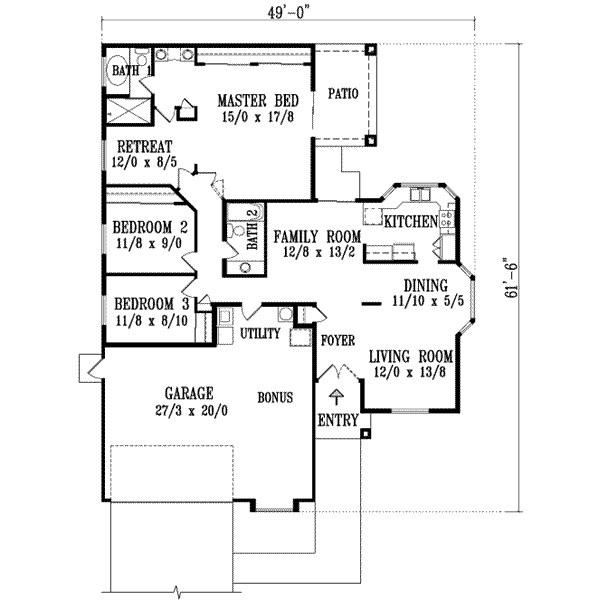 49'-0"
BATH 1
MASTER BED
15/0 x 17/8
PATIO
RETREAT
12/0 x 8/5
BEDROOM 2
11/8 x 9/0
BATH 2
FAMILY ROOM
12/8 x 13/2
KITCHEN
61'-6"
DINING
11/10 x 5/5
BEDROOM 3
11/8 x 8/10
UTILITY
FOYER
LIVING ROOM
12/0 x 13/8
GARAGE
27/3 x 20/0
BONUS
ENTRY